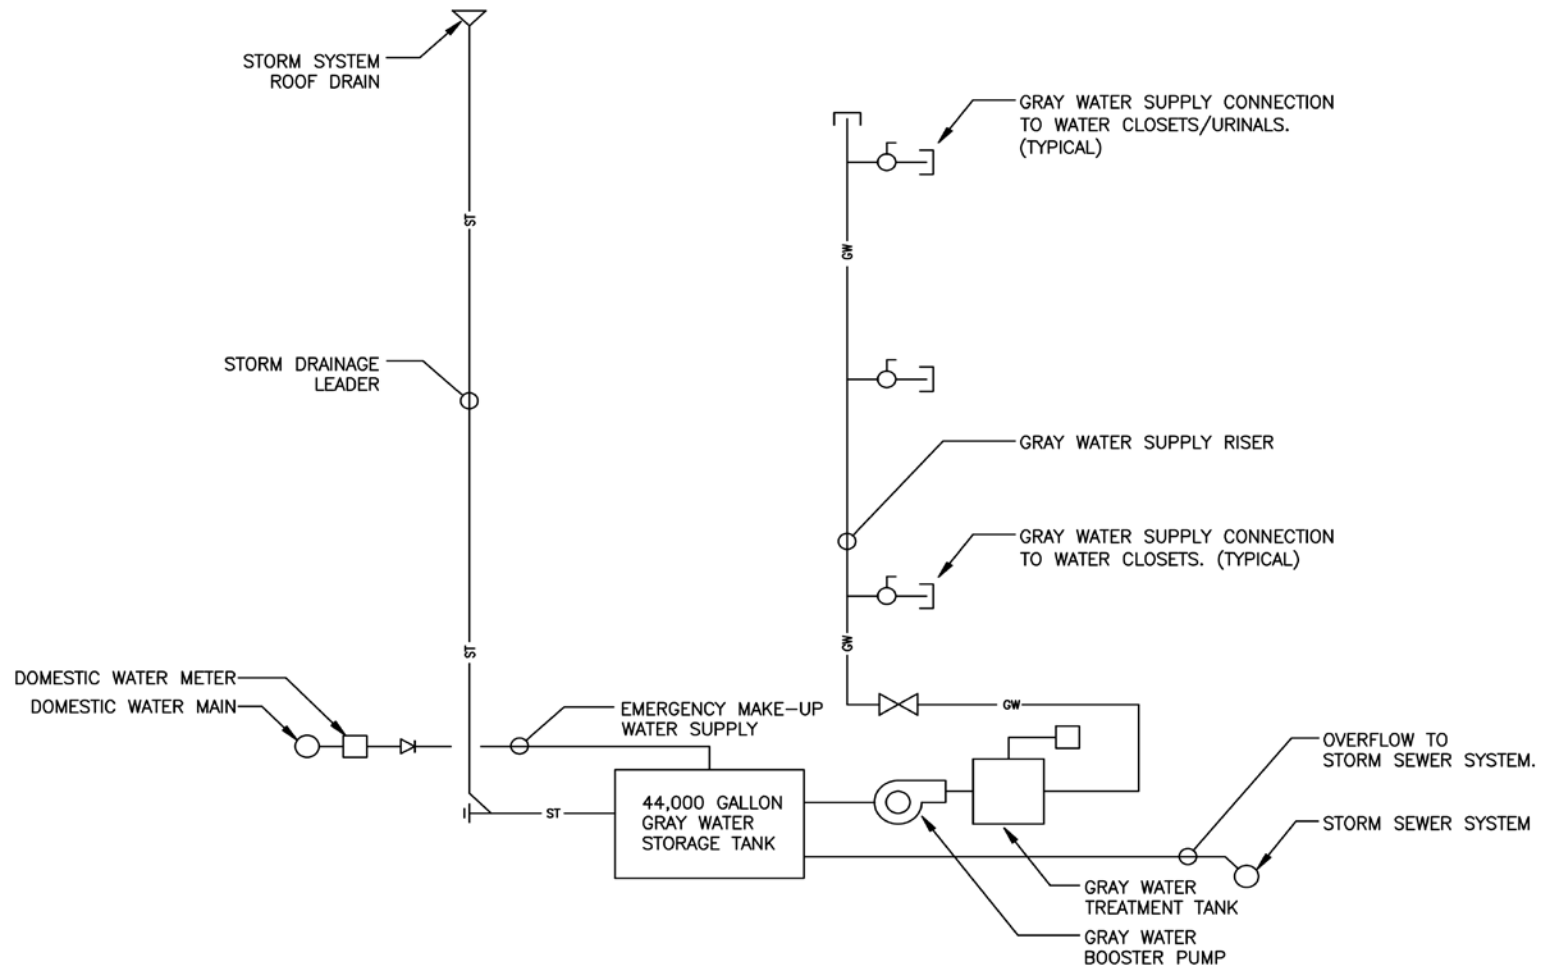 STORM SYSTEM
ROOF DRAIN
GRAY WATER SUPPLY CONNECTION
TO WATER CLOSETS/URINALS.
(TYPICAL)
ST
GW
STORM DRAINAGE
LEADER
GRAY WATER SUPPLY RISER
GRAY WATER SUPPLY CONNECTION
TO WATER CLOSETS. (TYPICAL)
ST
GW
DOMESTIC WATER METER
DOMESTIC WATER MAIN
EMERGENCY MAKE-UP
WATER SUPPLY
GW
OVERFLOW TO
STORM SEWER SYSTEM.
44,000 GALLON
GRAY WATER
STORAGE TANK
ST
STORM SEWER SYSTEM
GRAY WATER
TREATMENT TANK
GRAY WATER
BOOSTER PUMP